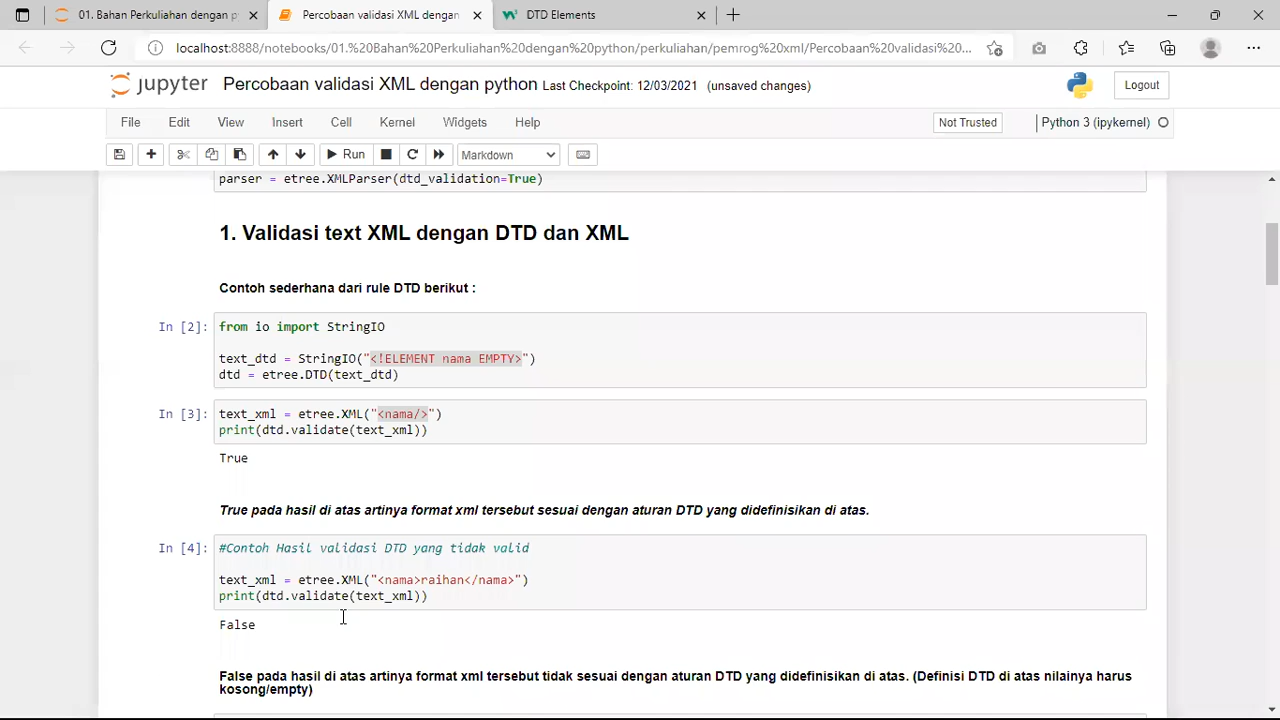 01. Bahan Perkuliahan dengan py
Percobaan validasi XML dengan
DTD Elements
localhost:8888/notebooks/01.%20Bahan%20Perkuliahan%20dengan%20python/perkuliahan/pemrog%20xml/Percobaan%20validasi%20...
jupyter Percobaan validasi XML dengan python Last Checkpoint: 12/03/2021 (unsaved changes)
Logout
File Edit View Insert Cell Kernel Widgets Help
Not Trusted
Python 3 (ipykernel)
Run
Markdown
parser = etree.XMLParser(dtd_validation=True)
1. Validasi text XML dengan DTD dan XML
Contoh sederhana dari rule DTD berikut :
In [2]: from io import StringIO
text_dtd = StringIO("<!ELEMENT nama EMPTY>")
dtd = etree.DTD(text_dtd)
In [3]: text_xml = etree.XML("<nama/>")
print(dtd.validate(text_xml))
True
True pada hasil di atas artinya format xml tersebut sesuai dengan aturan DTD yang didefinisikan di atas.
In [4]: #Contoh Hasil validasi DTD yang tidak valid
text_xml = etree.XML("<nama>raihan</nama>")
print(dtd.validate(text_xml))
False
False pada hasil di atas artinya format xml tersebut tidak sesuai dengan aturan DTD yang didefinisikan di atas. (Definisi DTD di atas nilainya harus
kosong/empty)